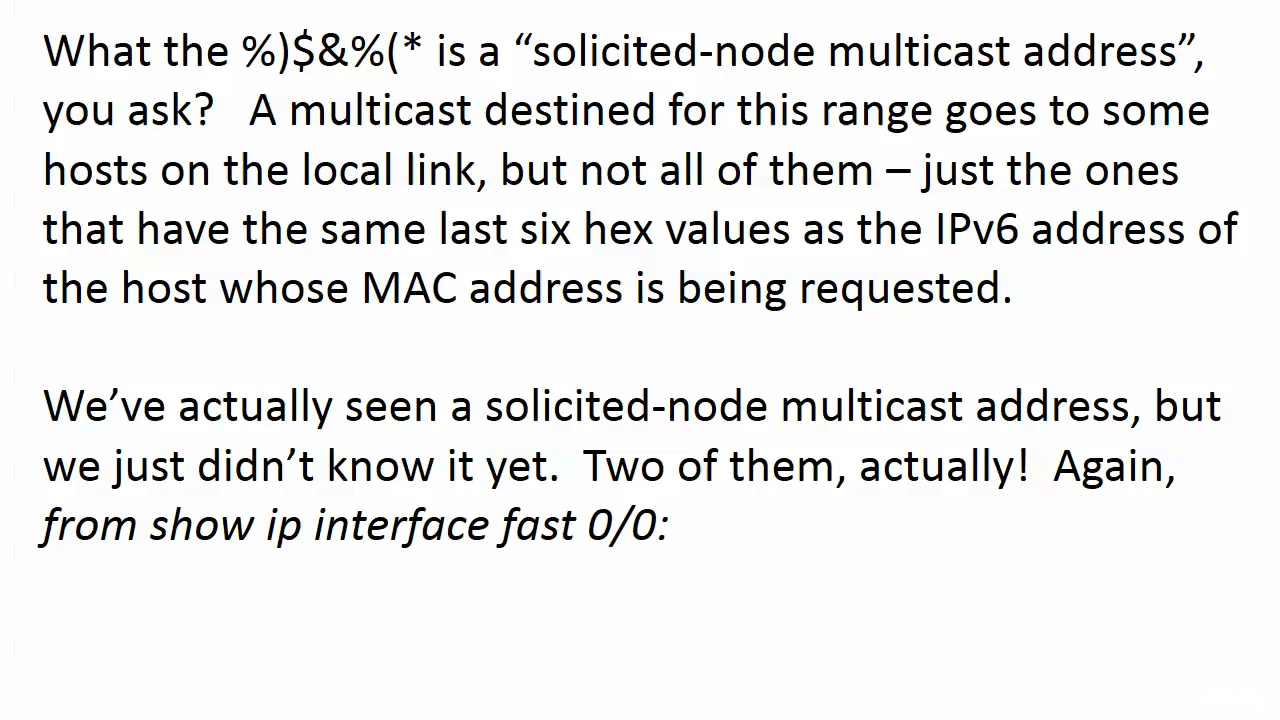 What the %)$&%(* is a “solicited-node multicast address”,
you ask?   A multicast destined for this range goes to some
hosts on the local link, but not all of them – just the ones
that have the same last six hex values as the IPv6 address of
the host whose MAC address is being requested.
We’ve actually seen a solicited-node multicast address, but
we just didn’t know it yet.  Two of them, actually!  Again,
from show ip interface fast 0/0: